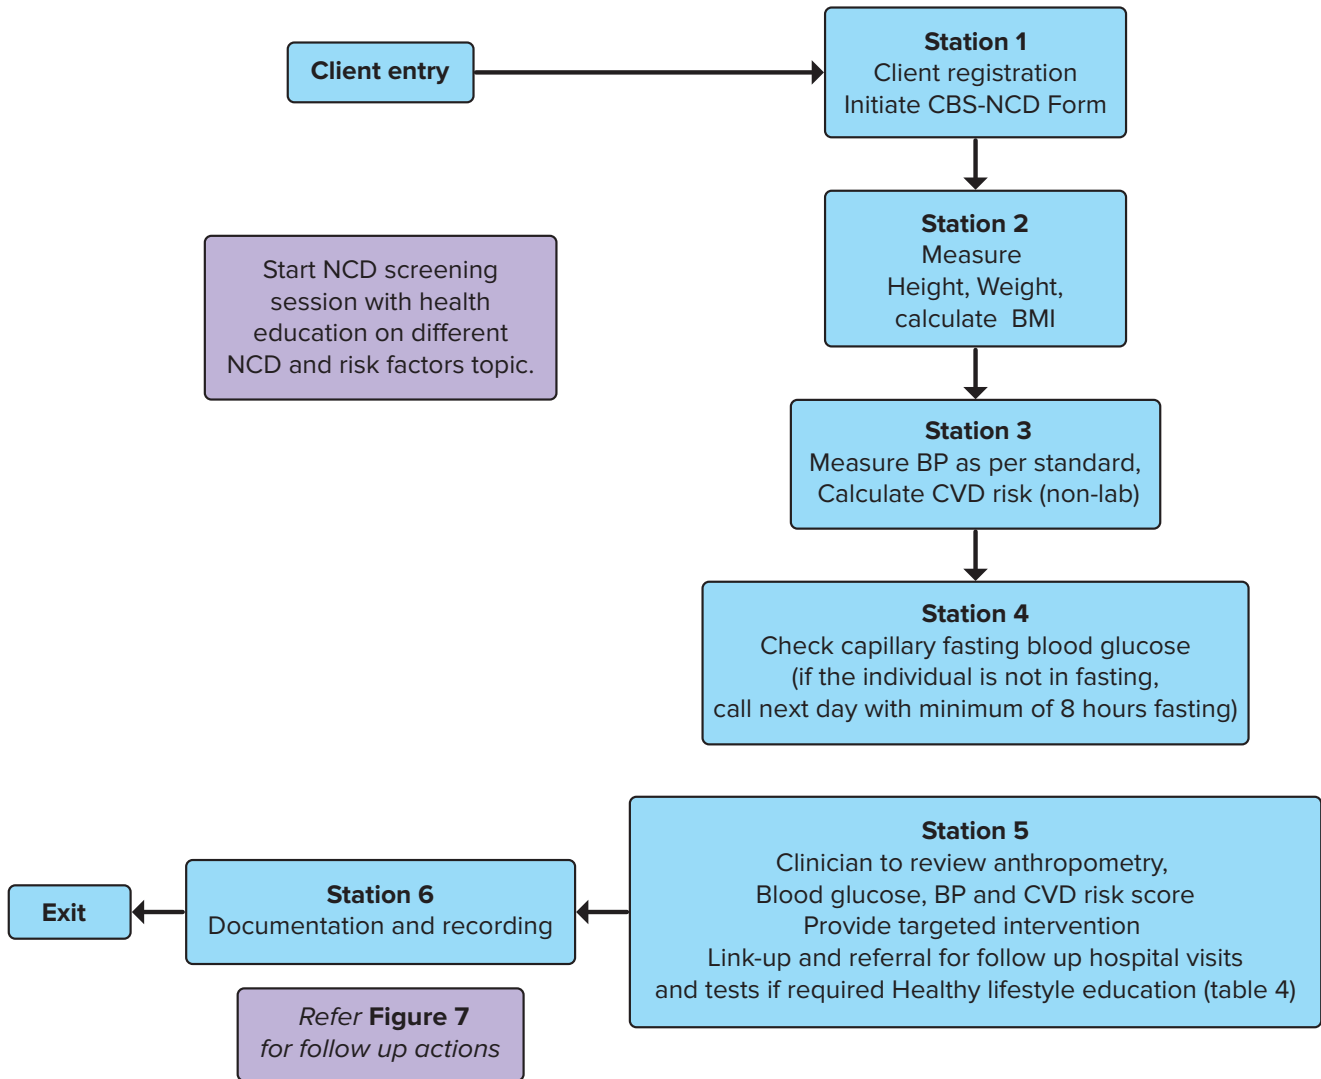 Client entry
Station 1
Client registration
Initiate CBS-NCD Form
Station 2
Measure
Height, Weight,
calculate BMI
Start NCD screening
session with health
education on different
NCD and risk factors topic.
Station 3
Measure BP as per standard,
Calculate CVD risk (non-lab)
Station 4
Check capillary fasting blood glucose
(if the individual is not in fasting,
call next day with minimum of 8 hours fasting)
Station 5
Clinician to review anthropometry,
Blood glucose, BP and CVD risk score
Provide targeted intervention
Link-up and referral for follow up hospital visits
and tests if required Healthy lifestyle education (table 4)
Station 6
Documentation and recording
Exit
Refer Figure 7
for follow up actions